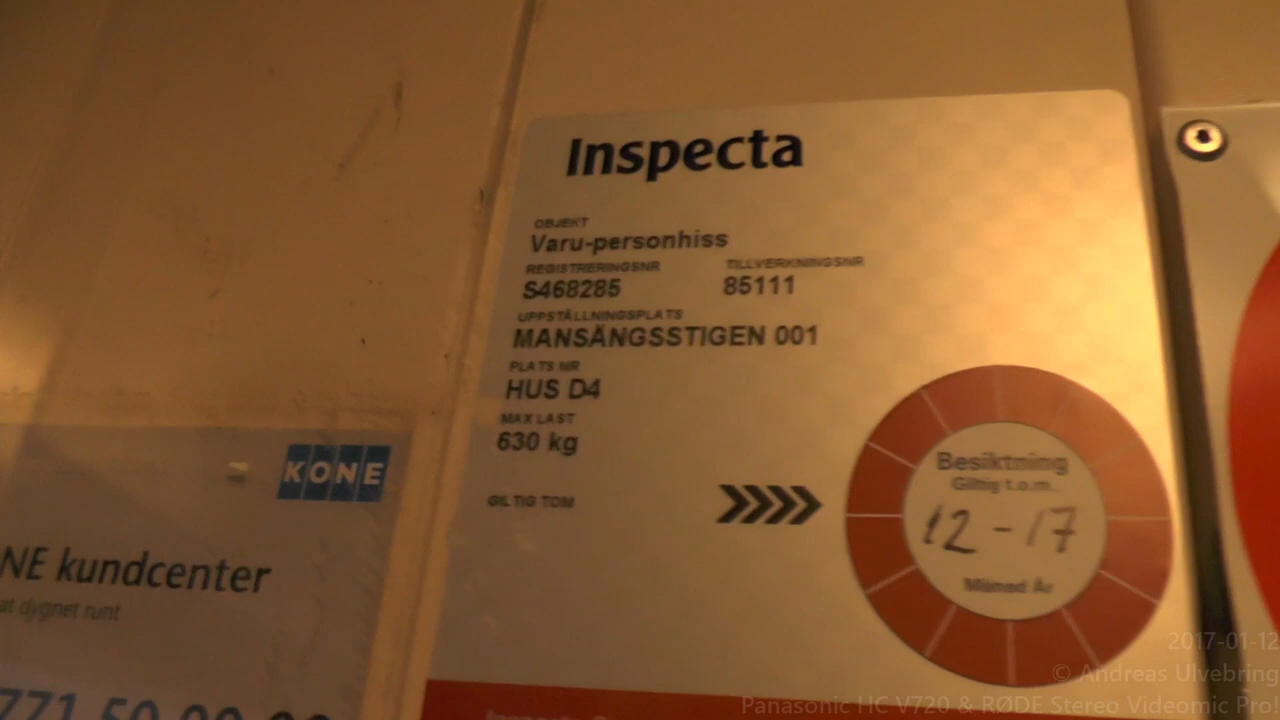 Inspecta
OBJEKT
Varu-personhiss
REGISTRERINGSNR TILLVERKNINGSNR
S468285 85111
UPPSTÄLLNINGSPLATS
MANSÄNGSSTIGEN 001
PLATS NR
HUS D4
MAX LAST
630 kg
GILTIG TOM
Besiktning
Giltig t.o.m.
12-17
Månad År
KONE
NE kundcenter
at dygnet runt
2017-01-12
© Andreas Ulvebring
Panasonic HC V720 & RØDE Stereo Videomic Pro!